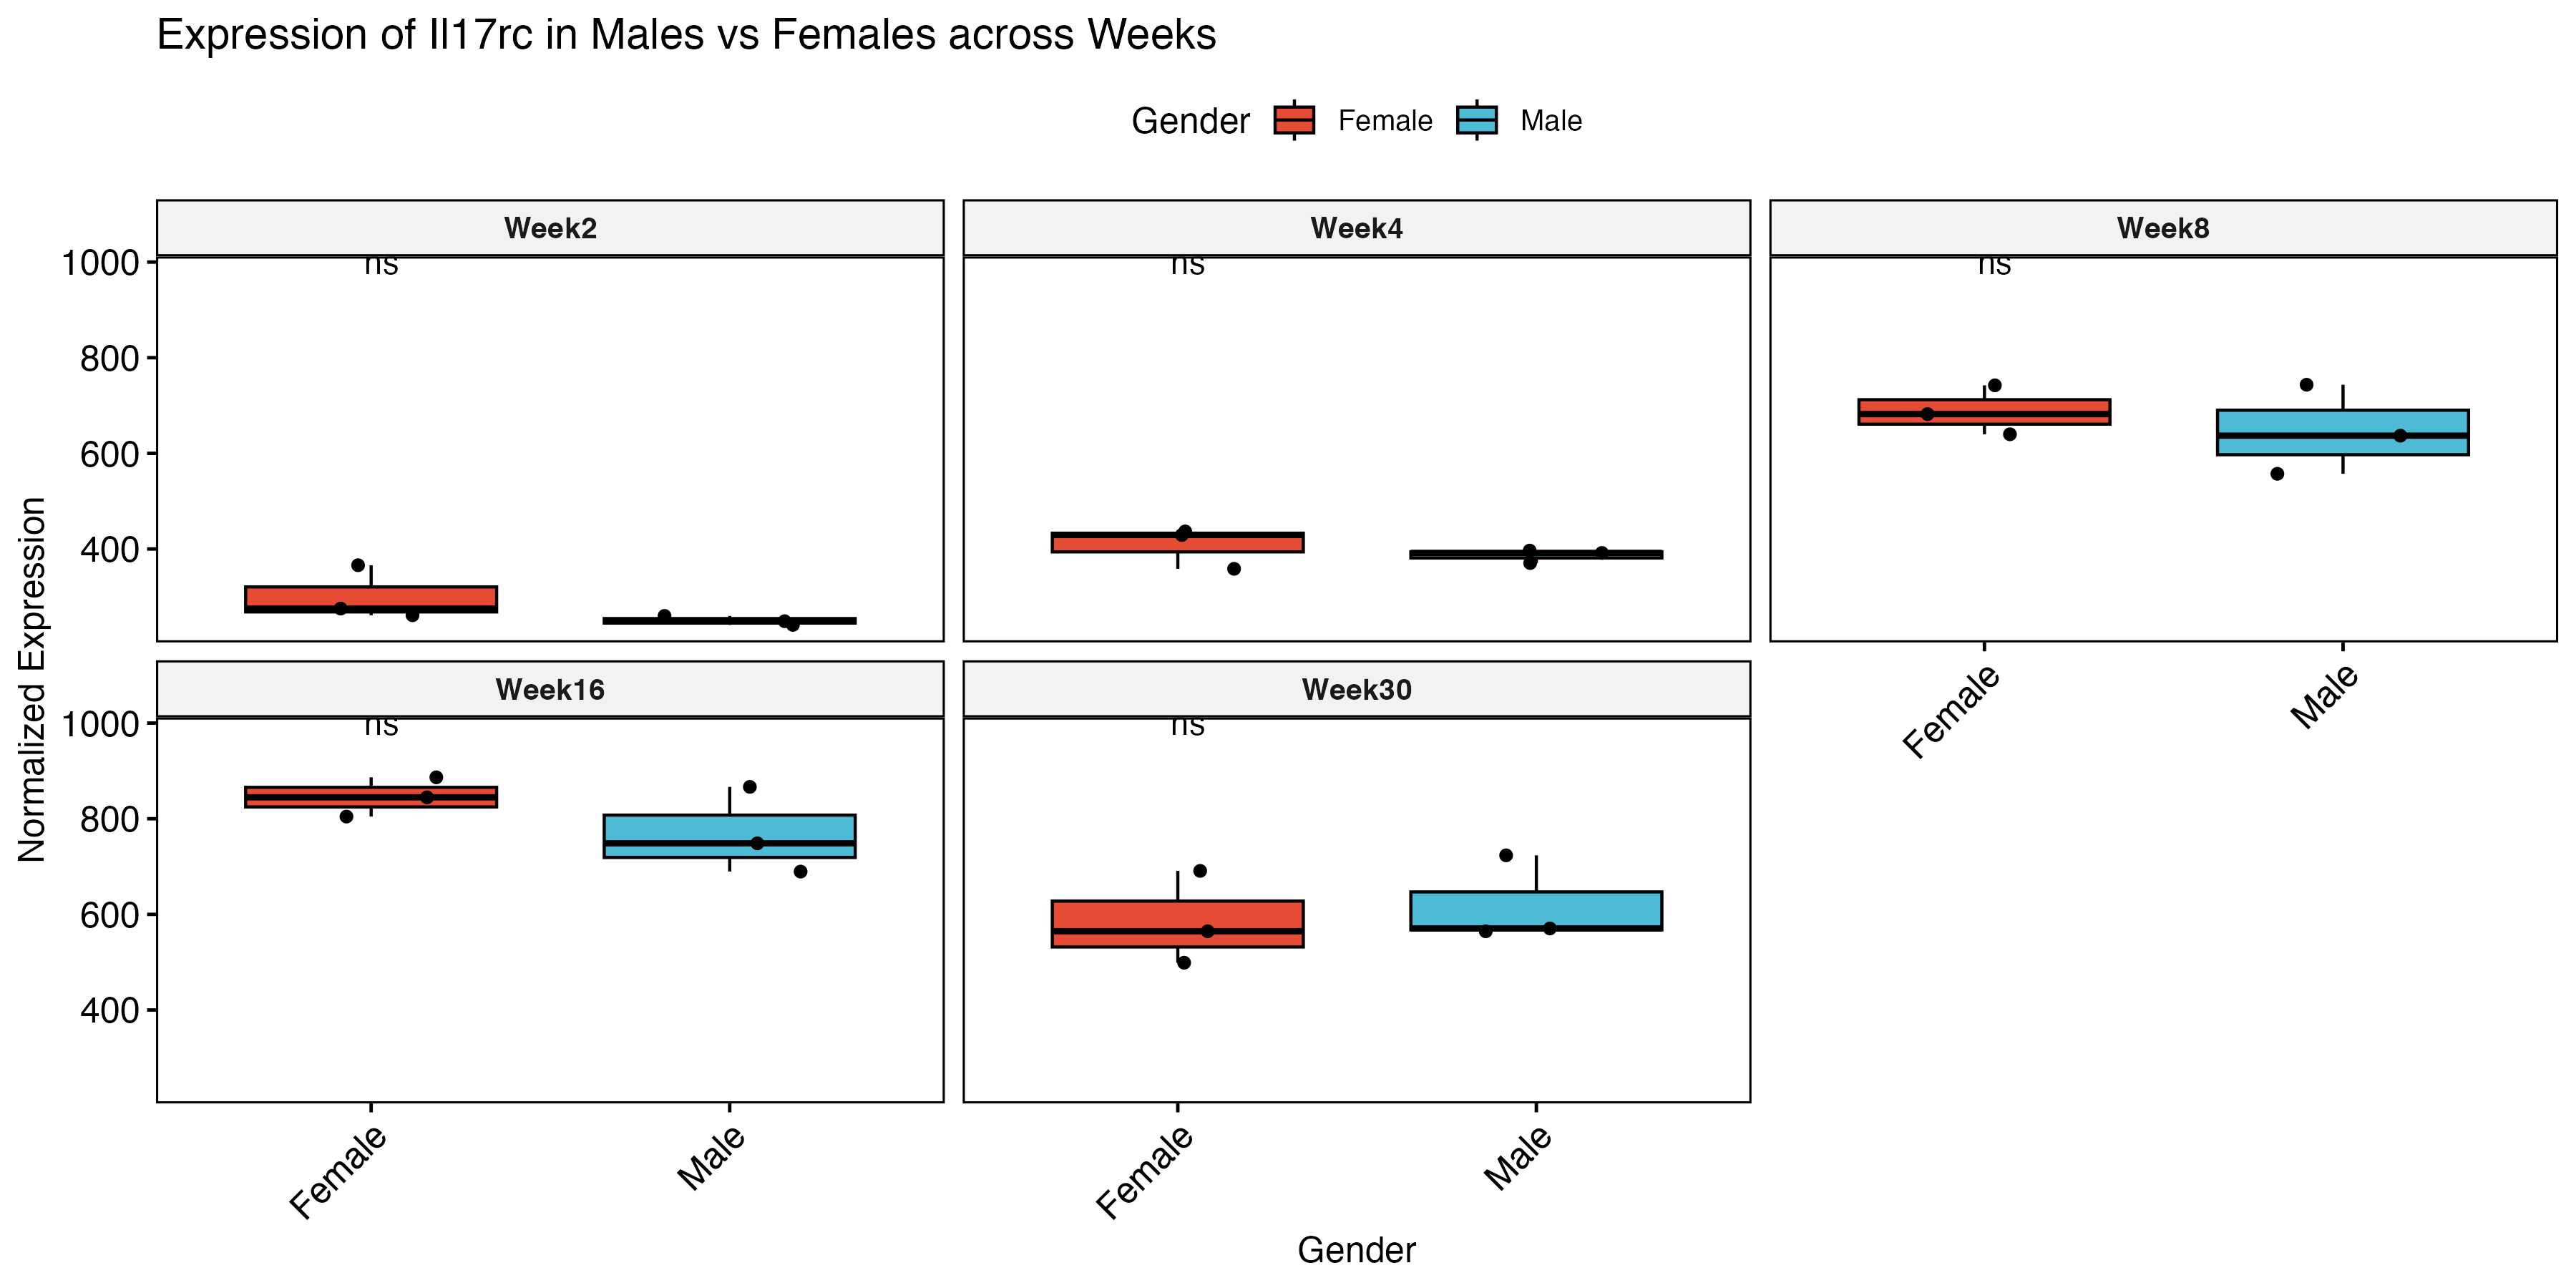 Expression of Il17rc in Males vs Females across Weeks
Gender Female Male
Week2 Week4 Week8
ns ns ns
1000
800
600
400
Normalized Expression
Female Male
Week16 Week30
ns ns
1000
800
600
400
Female Male Female Male
Gender